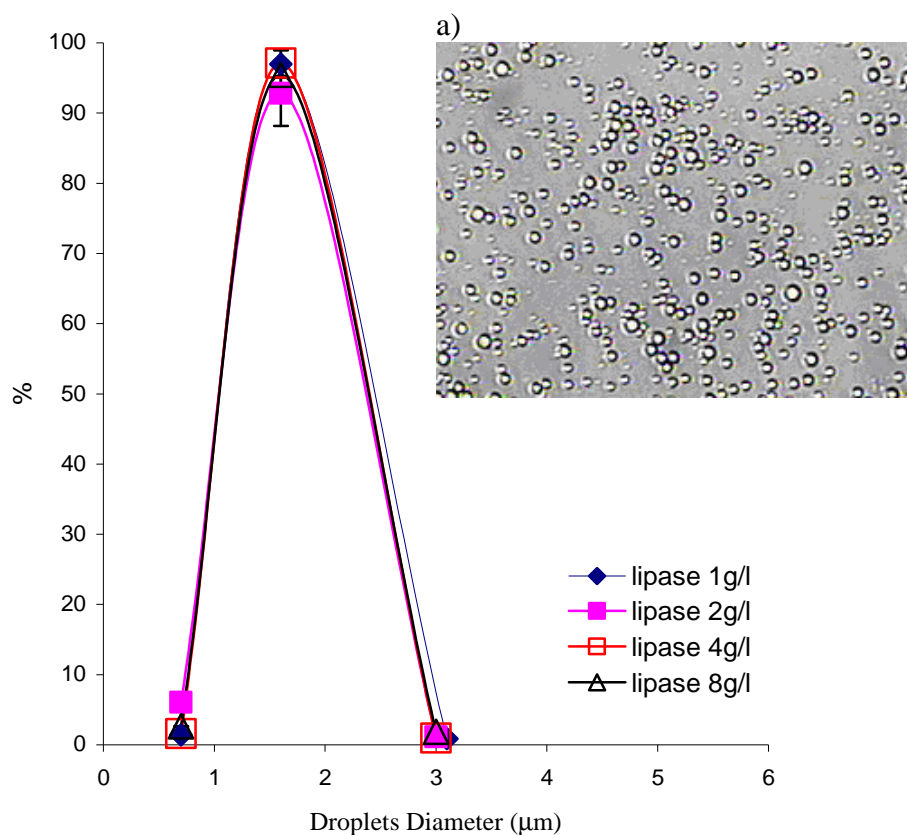 a)
100
90
80
70
60
50
40
30
20
10
0
%
0 1 2 3 4 5 6
Droplets Diameter (μm)
lipase 1g/l
lipase 2g/l
lipase 4g/l
lipase 8g/l